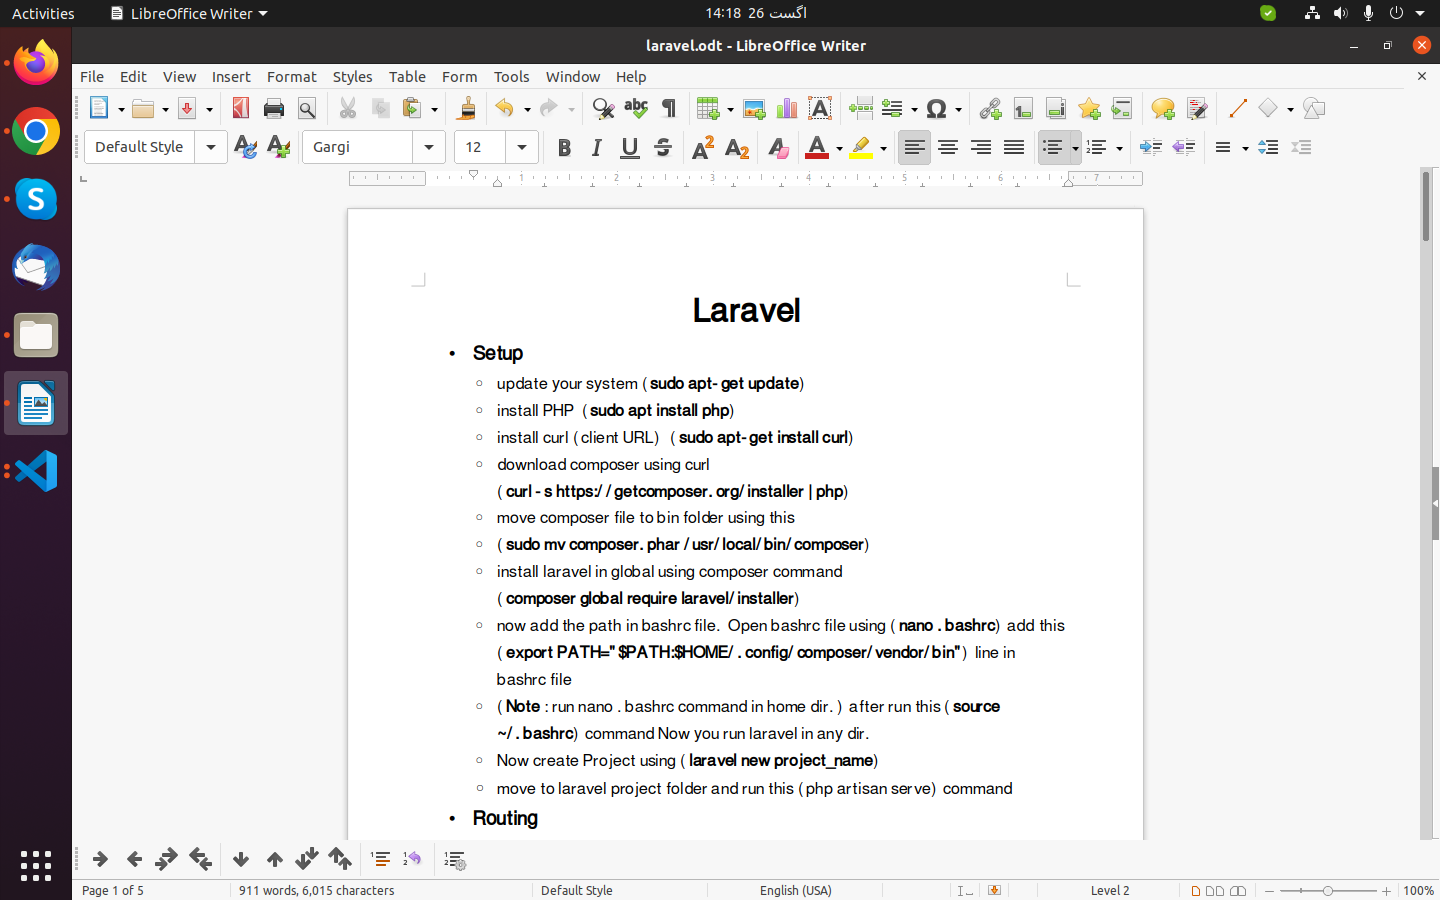 Activities
LibreOffice Writer
اگست 26 14:18
laravel.odt - LibreOffice Writer
File Edit View Insert Format Styles Table Form Tools Window Help
Default Style
Gargi
12
1 2 3 4 5 6 7
Laravel
• Setup
◦ update your system ( sudo apt- get update)
◦ install PHP ( sudo apt install php)
◦ install curl ( client URL) ( sudo apt- get install curl)
◦ download composer using curl
( curl - s https:/ / getcomposer. org/ installer | php)
◦ move composer file to bin folder using this
◦ ( sudo mv composer. phar / usr/ local/ bin/ composer)
◦ install laravel in global using composer command
( composer global require laravel/ installer)
◦ now add the path in bashrc file. Open bashrc file using ( nano . bashrc) add this
( export PATH=" $PATH:$HOME/ . config/ composer/ vendor/ bin" ) line in
bashrc file
◦ ( Note : run nano . bashrc command in home dir. ) after run this ( source
~/ . bashrc) command Now you run laravel in any dir.
◦ Now create Project using ( laravel new project_name)
◦ move to laravel project folder and run this ( php artisan serve) command
• Routing
Page 1 of 5
911 words, 6,015 characters
Default Style
English (USA)
Level 2
100%